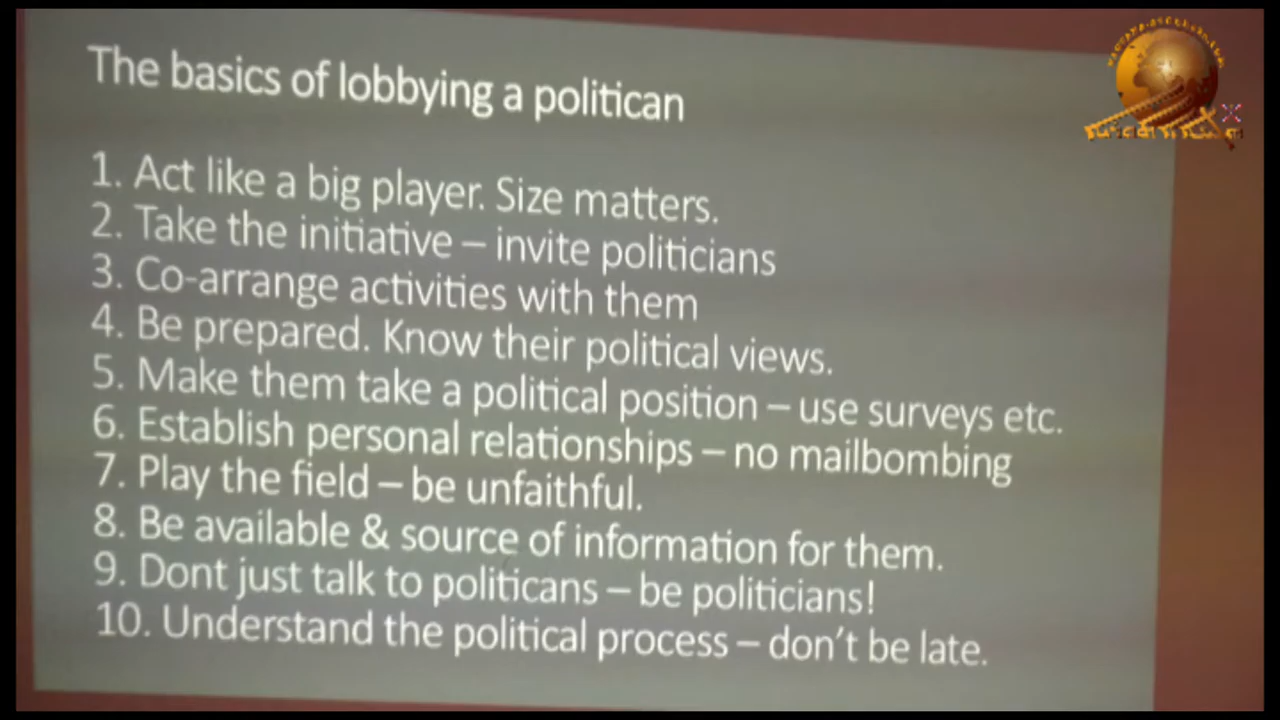 The basics of lobbying a politican
1. Act like a big player. Size matters.
2. Take the initiative – invite politicians
3. Co-arrange activities with them
4. Be prepared. Know their political views.
5. Make them take a political position – use surveys etc.
6. Establish personal relationships – no mailbombing
7. Play the field – be unfaithful.
8. Be available & source of information for them.
9. Dont just talk to politicans – be politicians!
10. Understand the political process – don’t be late.